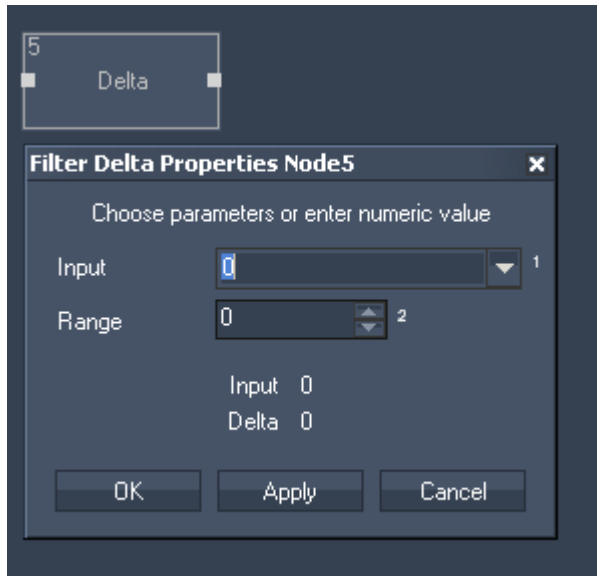 5
Delta
Filter Delta Properties Node5
Choose parameters or enter numeric value
Input 0 1
Range 0 2
Input 0
Delta 0
OK Apply Cancel